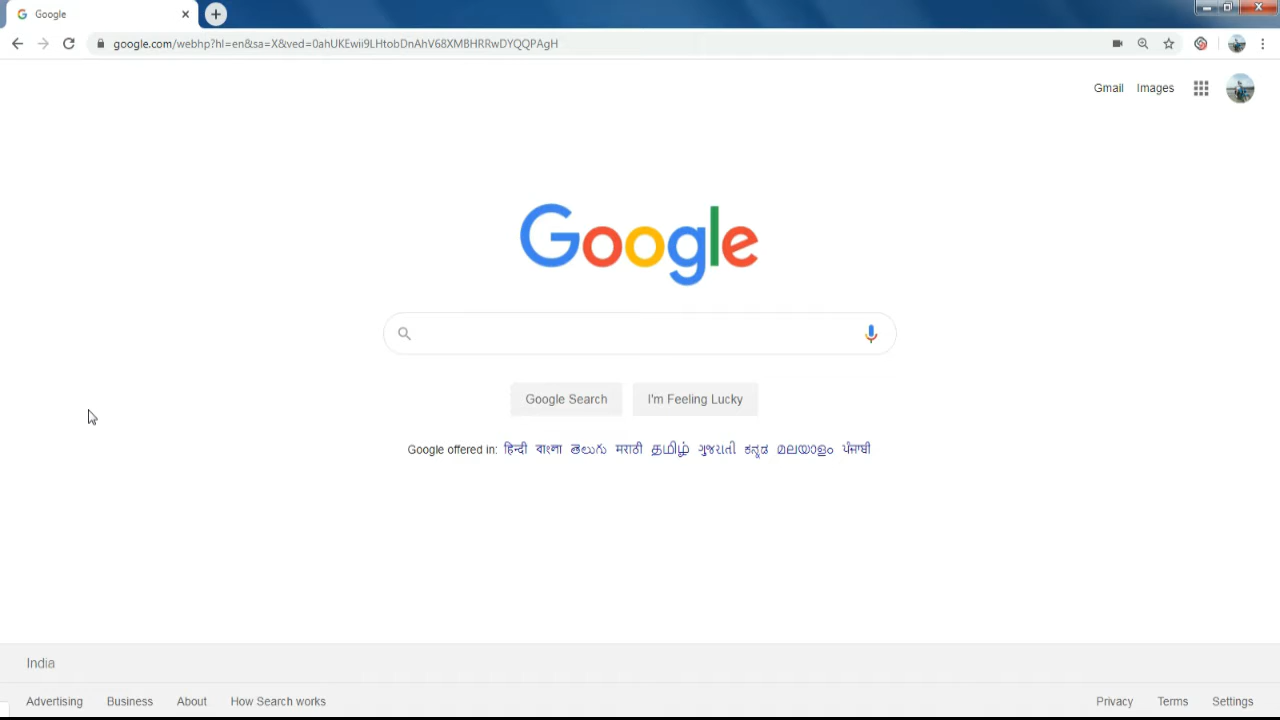 Google
google.com/webhp?hl=en&sa=X&ved=0ahUKEwii9LHtobDnAhV68XMBHRRwDYQQPAgH
Gmail Images
Google
Google Search I'm Feeling Lucky
Google offered in: हिन्दी বাংলা తెలుగు मराठी தமிழ் ગુજરાતી ಕನ್ನಡ മലയാളം ਪੰਜਾਬੀ
India
Advertising Business About How Search works Privacy Terms Settings